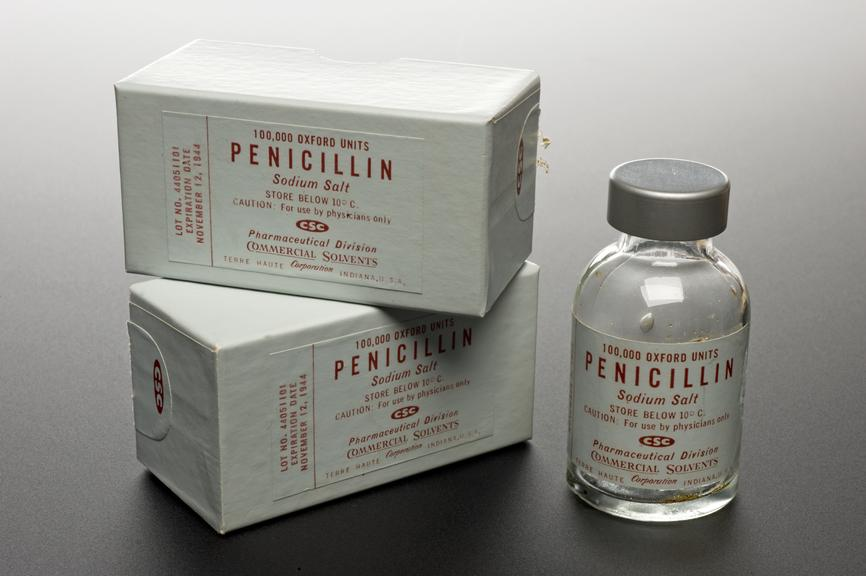 LOT NO. 44051101
EXPIRATION DATE
NOVEMBER 12, 1944
100,000 OXFORD UNITS
PENICILLIN
Sodium Salt
STORE BELOW 10° C.
CAUTION: For use by physicians only
CSC
Pharmaceutical Division
COMMERCIAL SOLVENTS
TERRE HAUTE Corporation INDIANA, U.S.A.
CSC
CSC
LOT NO. 44051101
EXPIRATION DATE
NOVEMBER 12, 1944
100,000 OXFORD UNITS
PENICILLIN
Sodium Salt
STORE BELOW 10° C.
CAUTION: For use by physicians only
CSC
Pharmaceutical Division
COMMERCIAL SOLVENTS
TERRE HAUTE Corporation INDIANA, U.S.A.
100,000 OXFORD UNITS
PENICILLIN
Sodium Salt
STORE BELOW 10° C.
CAUTION: For use by physicians only
CSC
Pharmaceutical Division
COMMERCIAL SOLVENTS
TERRE HAUTE Corporation INDIANA, U.S.A.